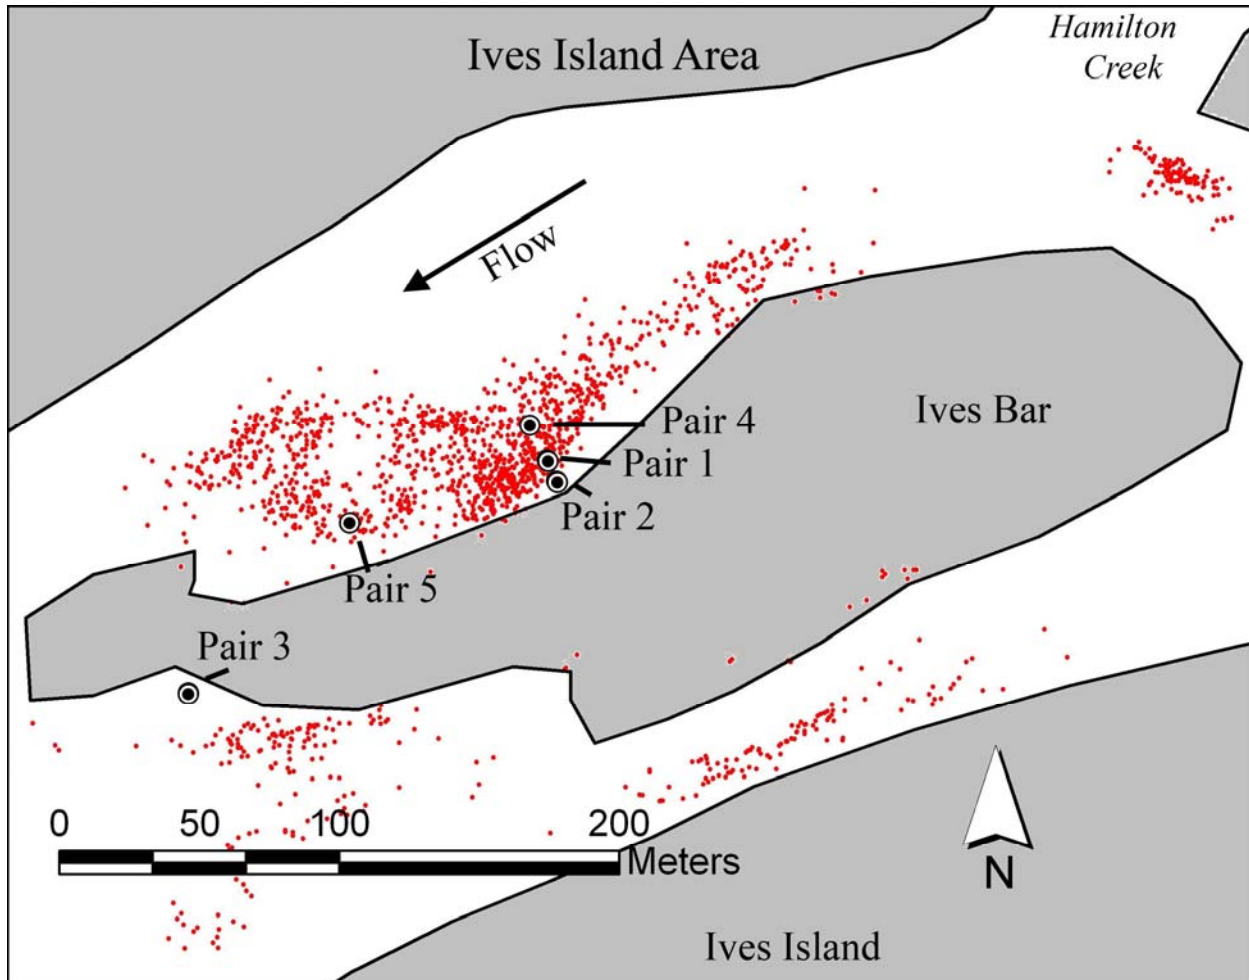 Ives Island Area
Hamilton
Creek
Flow
Ives Bar
Pair 4
Pair 1
Pair 2
Pair 5
Pair 3
0 50 100 200
Meters
N
Ives Island